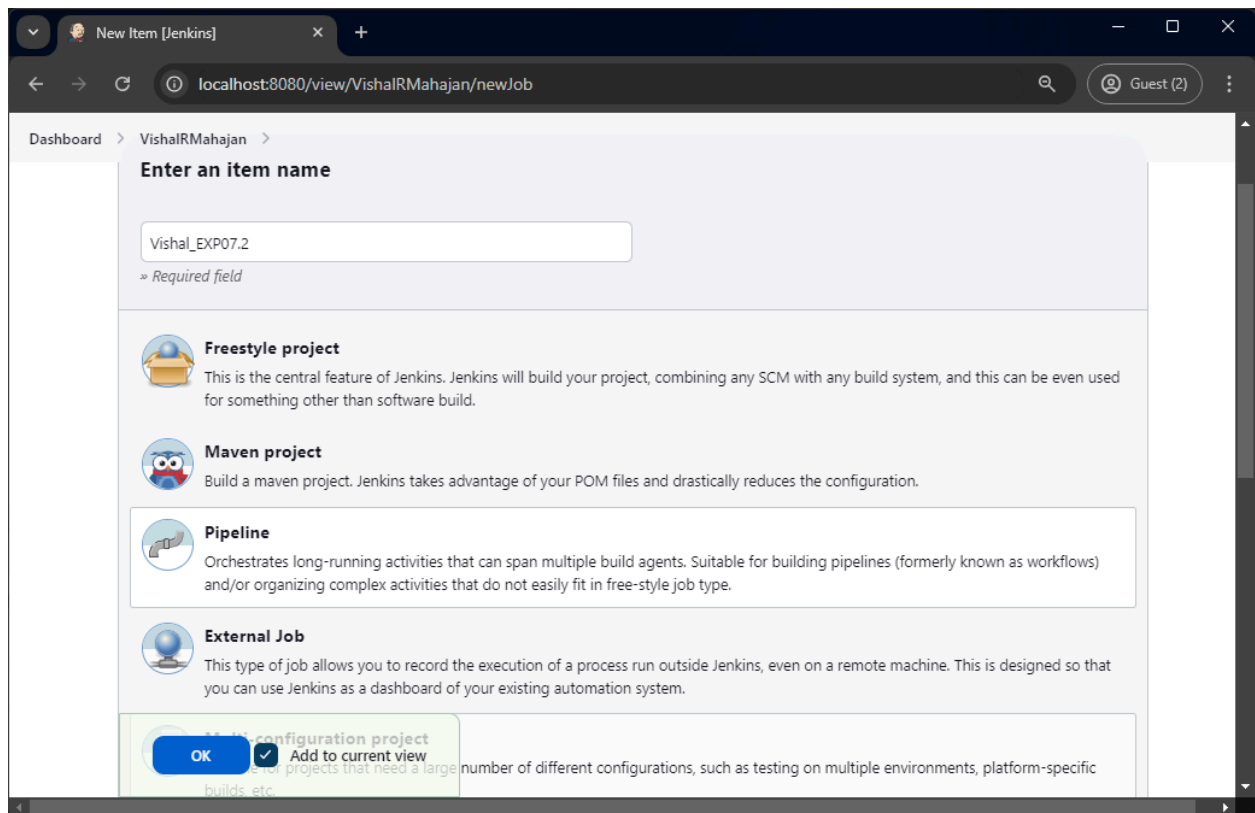 New Item [Jenkins]
localhost:8080/view/VishalRMahajan/newJob
Guest (2)
Dashboard > VishalRMahajan >
Enter an item name
Vishal_EXP07.2
» Required field
Freestyle project
This is the central feature of Jenkins. Jenkins will build your project, combining any SCM with any build system, and this can be even used
for something other than software build.
Maven project
Build a maven project. Jenkins takes advantage of your POM files and drastically reduces the configuration.
Pipeline
Orchestrates long-running activities that can span multiple build agents. Suitable for building pipelines (formerly known as workflows)
and/or organizing complex activities that do not easily fit in free-style job type.
External Job
This type of job allows you to record the execution of a process run outside Jenkins, even on a remote machine. This is designed so that
you can use Jenkins as a dashboard of your existing automation system.
Multi-configuration project
OK
Add to current view
for projects that need a large number of different configurations, such as testing on multiple environments, platform-specific
builds, etc.